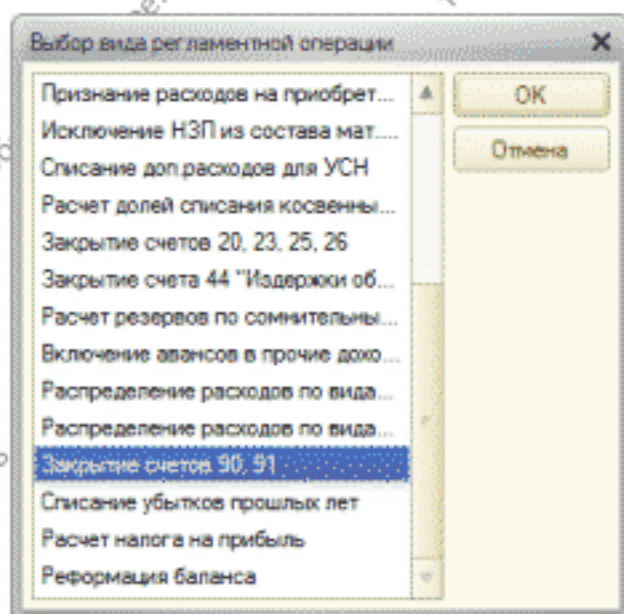 Выбор вида регламентной операции
Признание расходов на приобрет...
Исключение НЗП из состава мат....
Списание доп.расходов для УСН
Расчет долей списания косвенны...
Закрытие счетов 20, 23, 25, 26
Закрытие счета 44 "Издержки об...
Расчет резервов по сомнительны...
Включение авансов в прочие дохо...
Распределение расходов по вида...
Распределение расходов по вида...
Закрытие счетов 90, 91
Списание убытков прошлых лет
Расчет налога на прибыль
Реформация баланса
OK
Отмена